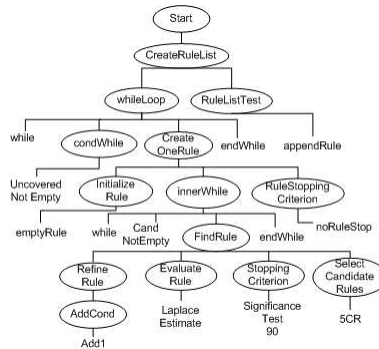 Start
CreateRuleList
whileLoop
RuleListTest
while
condWhile
Create
OneRule
endWhile
appendRule
Uncovered
Not Empty
Initialize
Rule
innerWhile
RuleStopping
Criterion
emptyRule
while
Cand
NotEmpty
FindRule
endWhile
noRuleStop
Refine
Rule
Evaluate
Rule
Stopping
Criterion
Select
Candidate
Rules
AddCond
Laplace
Estimate
Significance
Test
90
5CR
Add1